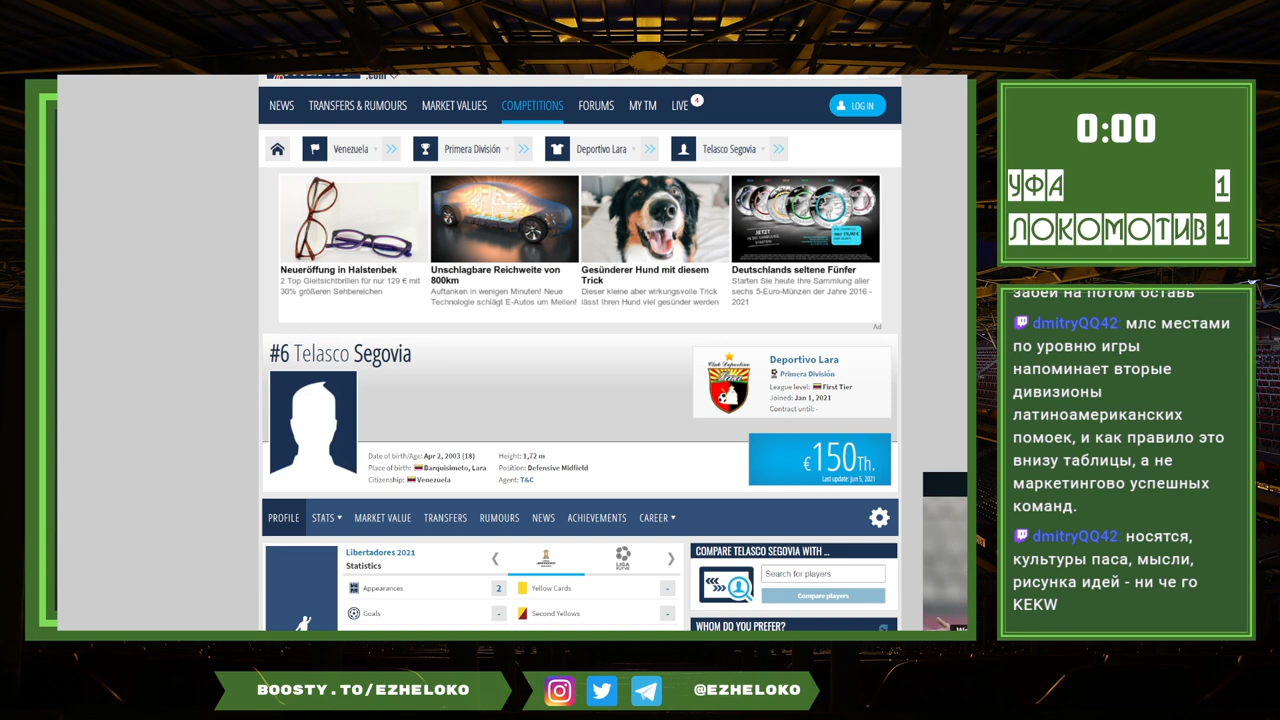 .com
NEWS TRANSFERS & RUMOURS MARKET VALUES COMPETITIONS FORUMS MY TM LIVE 4 LOG IN
Venezuela Primera División Deportivo Lara Telasco Segovia
Neueröffung in Halstenbek
2 Top Gleitsichtbrillen für nur 129 € mit
30% größeren Sehbereichen
Unschlagbare Reichweite von
800km
Auftanken in wenigen Minuten! Neue
Technologie schlägt E-Autos um Meilen!
Gesünderer Hund mit diesem
Trick
Dieser kleine aber wirkungsvolle Trick
lässt Ihren Hund viel gesünder werden
JETZT
Deutschlands seltene Fünfer
Starten Sie heute Ihre Sammlung aller
sechs 5-Euro-Münzen der Jahre 2016 -
2021
Ad
#6 Telasco Segovia
Deportivo Lara
Primera División
League level: First Tier
Joined: Jan 1, 2021
Contract until: -
Date of birth/Age: Apr 2, 2003 (18)
Place of birth: Barquisimeto, Lara
Citizenship: Venezuela
Height: 1,72 m
Position: Defensive Midfield
Agent: T&C
€150Th.
Last update: Jun 5, 2021
PROFILE STATS MARKET VALUE TRANSFERS RUMOURS NEWS ACHIEVEMENTS CAREER
Libertadores 2021
Statistics
LIGA
FUTVE
Appearances 2 Yellow Cards -
Goals - Second Yellows -
COMPARE TELASCO SEGOVIA WITH ...
Search for players
Compare players
WHOM DO YOU PREFER?
0:00
УФА 1
ЛОКОМОТИВ 1
забей на потом оставь
dmitryQQ42: млс местами
по уровню игры
напоминает вторые
дивизионы
латиноамериканских
помоек, и как правило это
внизу таблицы, а не
маркетингово успешных
команд.
dmitryQQ42: носятся,
культуры паса, мысли,
рисунка идей - ни че го
KEKW
BOOSTY.TO/EZHELOKO
@EZHELOKO